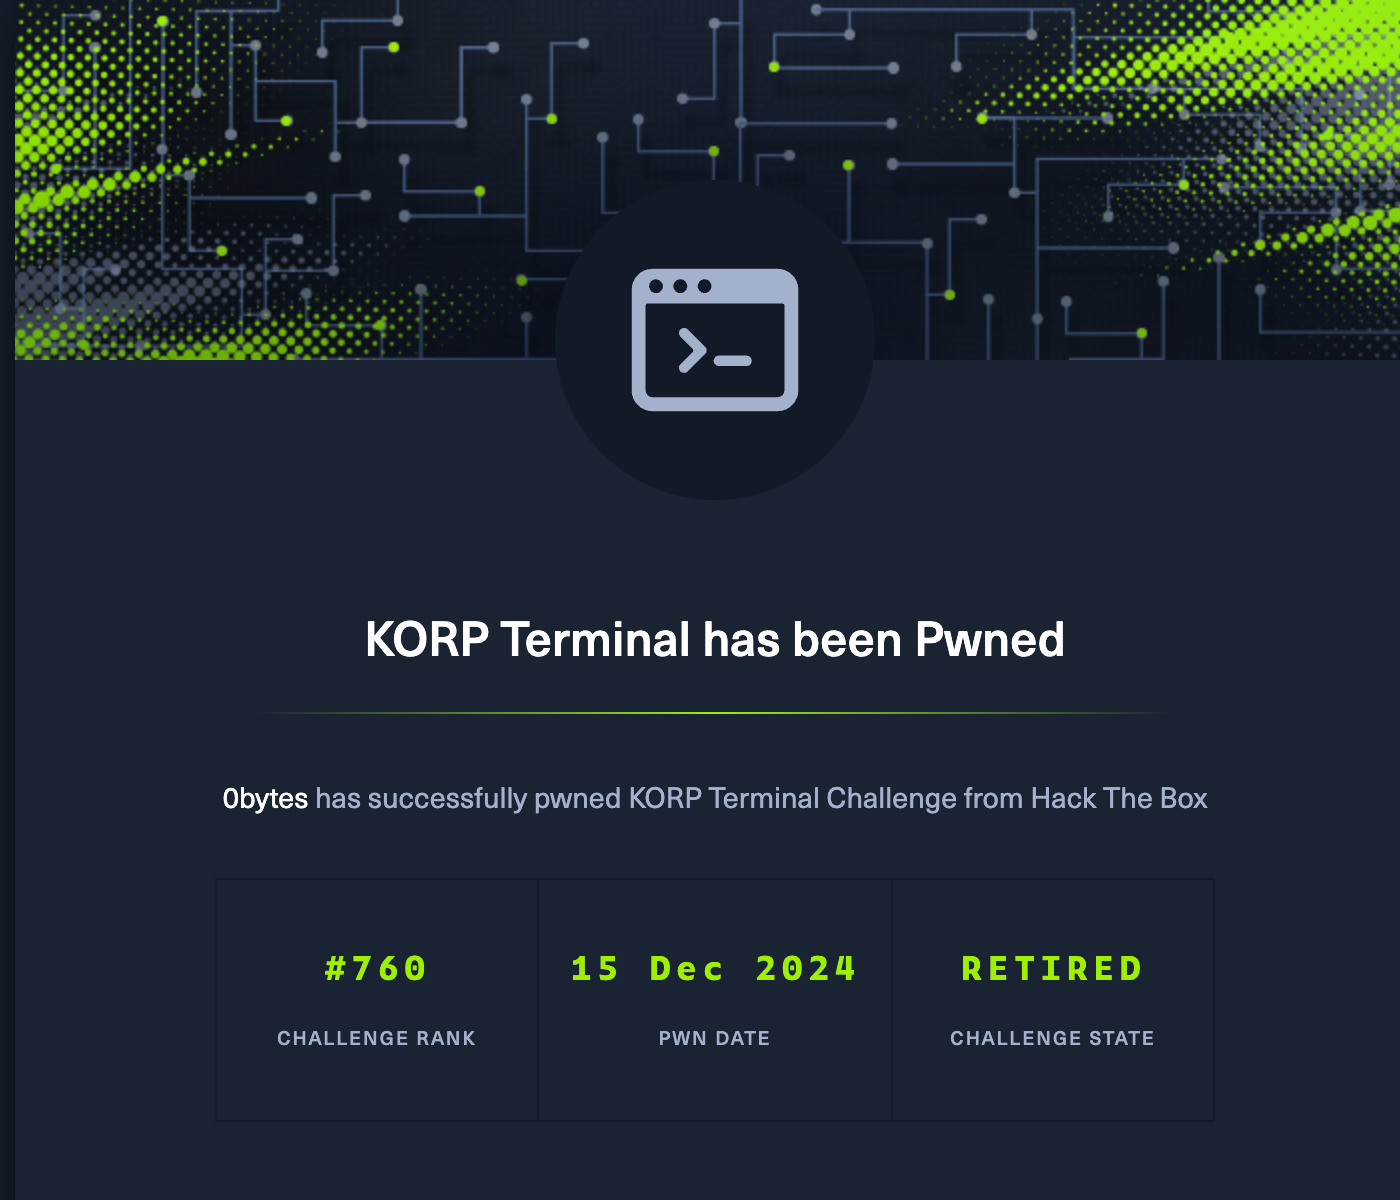 KORP Terminal has been Pwned
0bytes has successfully pwned KORP Terminal Challenge from Hack The Box
#760
CHALLENGE RANK
15 Dec 2024
PWN DATE
RETIRED
CHALLENGE STATE